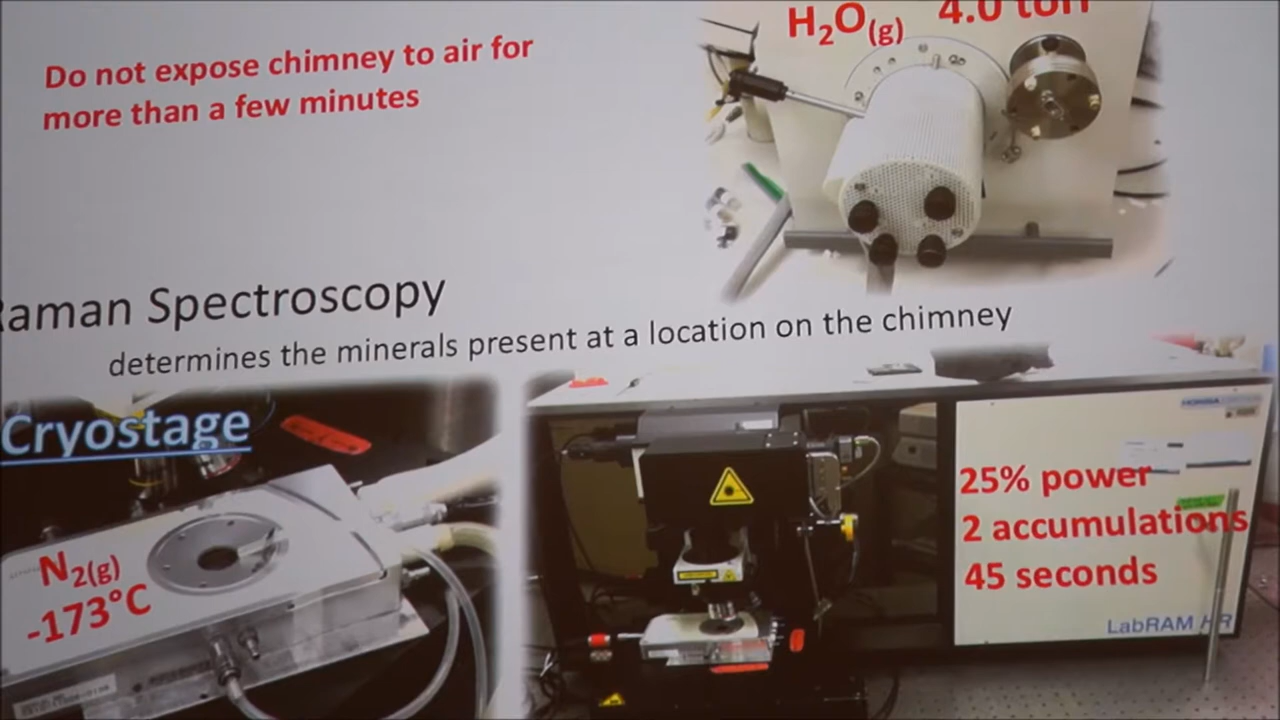 H₂O(g) 4.0 torr
Do not expose chimney to air for
more than a few minutes
Raman Spectroscopy
determines the minerals present at a location on the chimney
Cryostage
N₂(g)
-173°C
25% power
2 accumulations
45 seconds
LabRAM HR